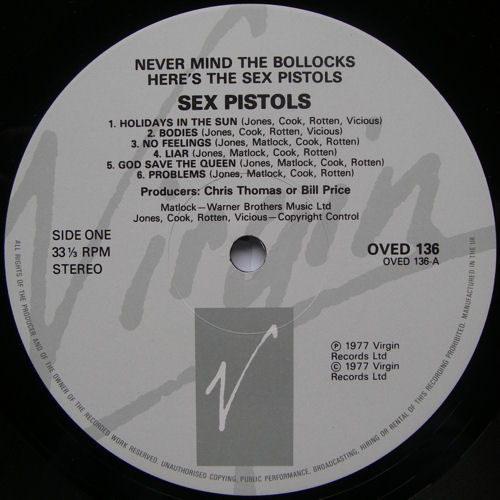 NEVER MIND THE BOLLOCKS
HERE'S THE SEX PISTOLS
SEX PISTOLS
1. HOLIDAYS IN THE SUN (Jones, Cook, Rotten, Vicious)
2. BODIES (Jones, Cook, Rotten, Vicious)
3. NO FEELINGS (Jones, Matlock, Cook, Rotten)
4. LIAR (Jones, Matlock, Cook, Rotten)
5. GOD SAVE THE QUEEN (Jones, Matlock, Cook, Rotten)
6. PROBLEMS (Jones, Matlock, Cook, Rotten)
Producers: Chris Thomas or Bill Price
Matlock—Warner Brothers Music Ltd
Jones, Cook, Rotten, Vicious—Copyright Control
SIDE ONE
33⅓ RPM
STEREO
OVED 136
OVED 136-A
Ⓟ 1977 Virgin
Records Ltd
© 1977 Virgin
Records Ltd
Virgin
V
ALL RIGHTS OF THE PRODUCER AND OF THE OWNER OF THE RECORDED WORK RESERVED. UNAUTHORISED COPYING, PUBLIC PERFORMANCE, BROADCASTING, HIRING OR RENTAL OF THIS RECORDING PROHIBITED. MANUFACTURED IN THE UK